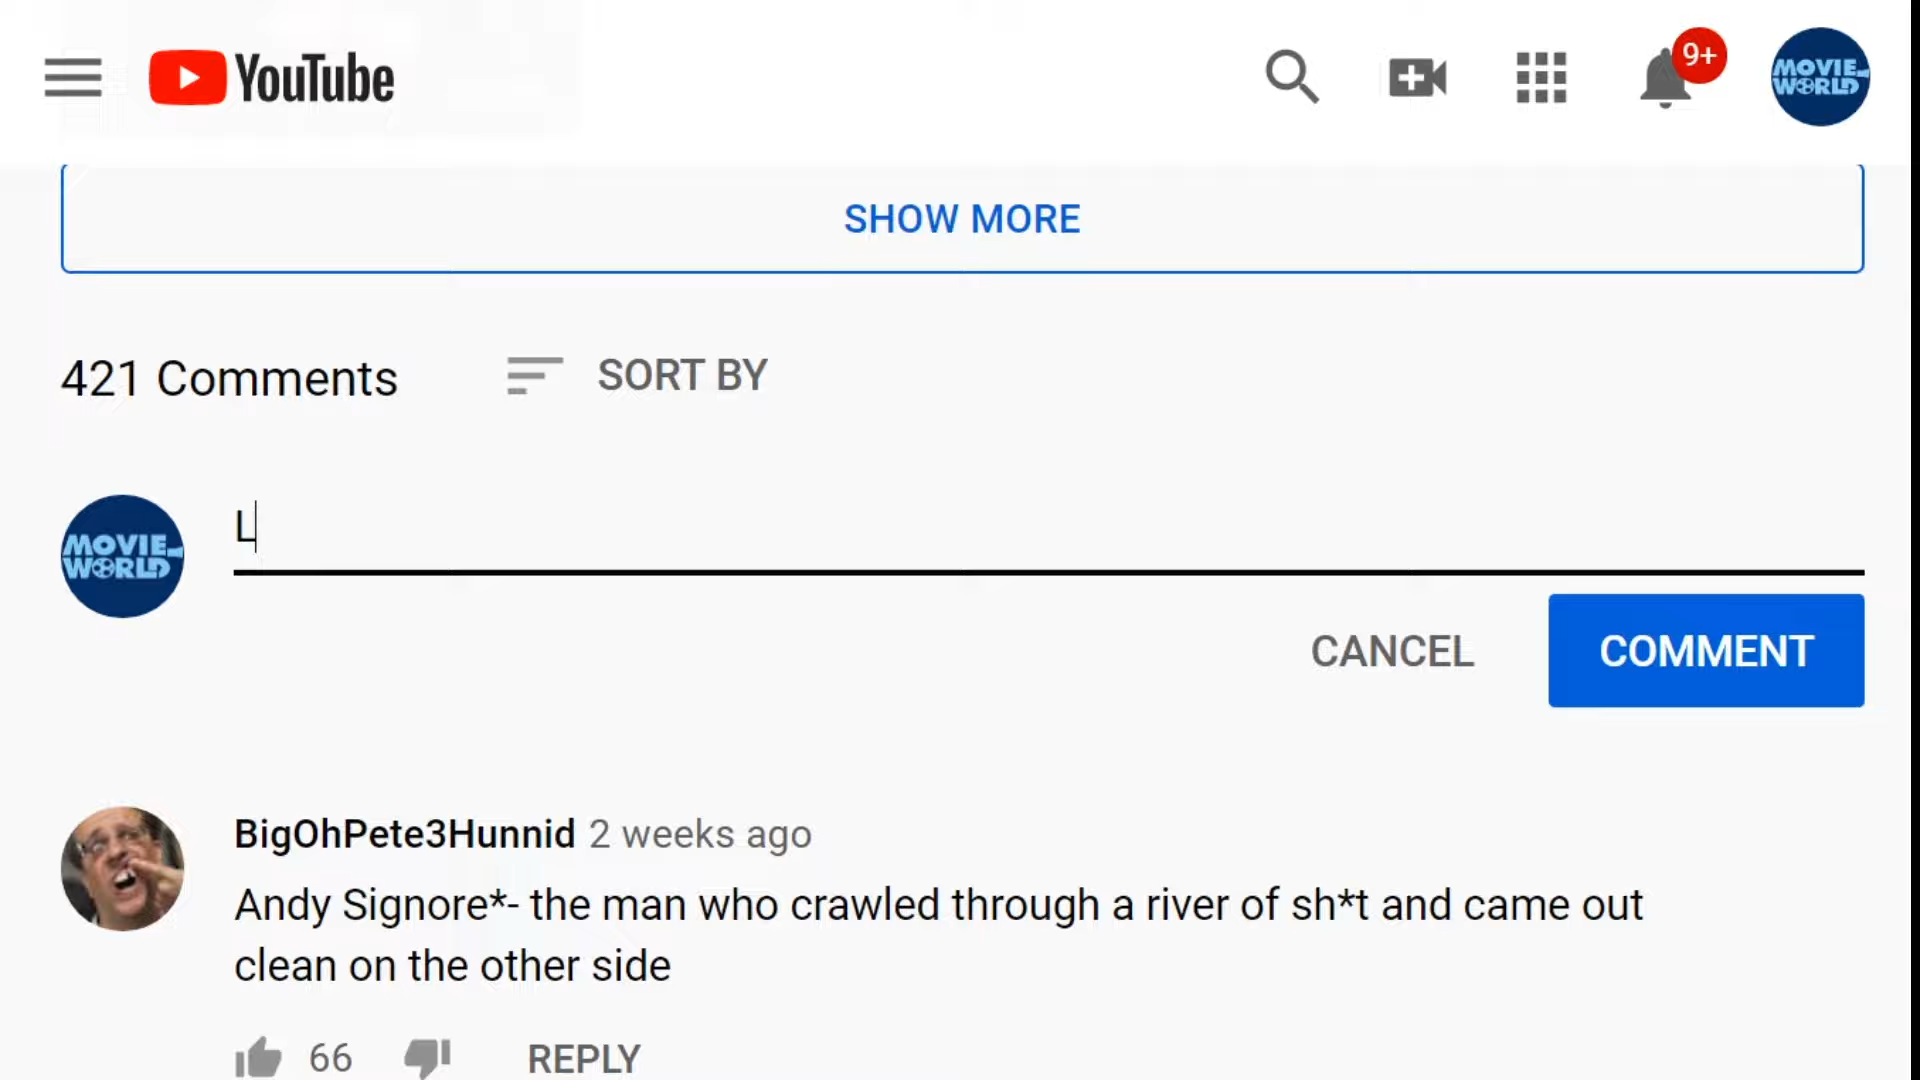 YouTube
9+
MOVIE
WORLD
SHOW MORE
421 Comments
SORT BY
MOVIE
WORLD
L
CANCEL
COMMENT
BigOhPete3Hunnid 2 weeks ago
Andy Signore*- the man who crawled through a river of sh*t and came out
clean on the other side
66
REPLY